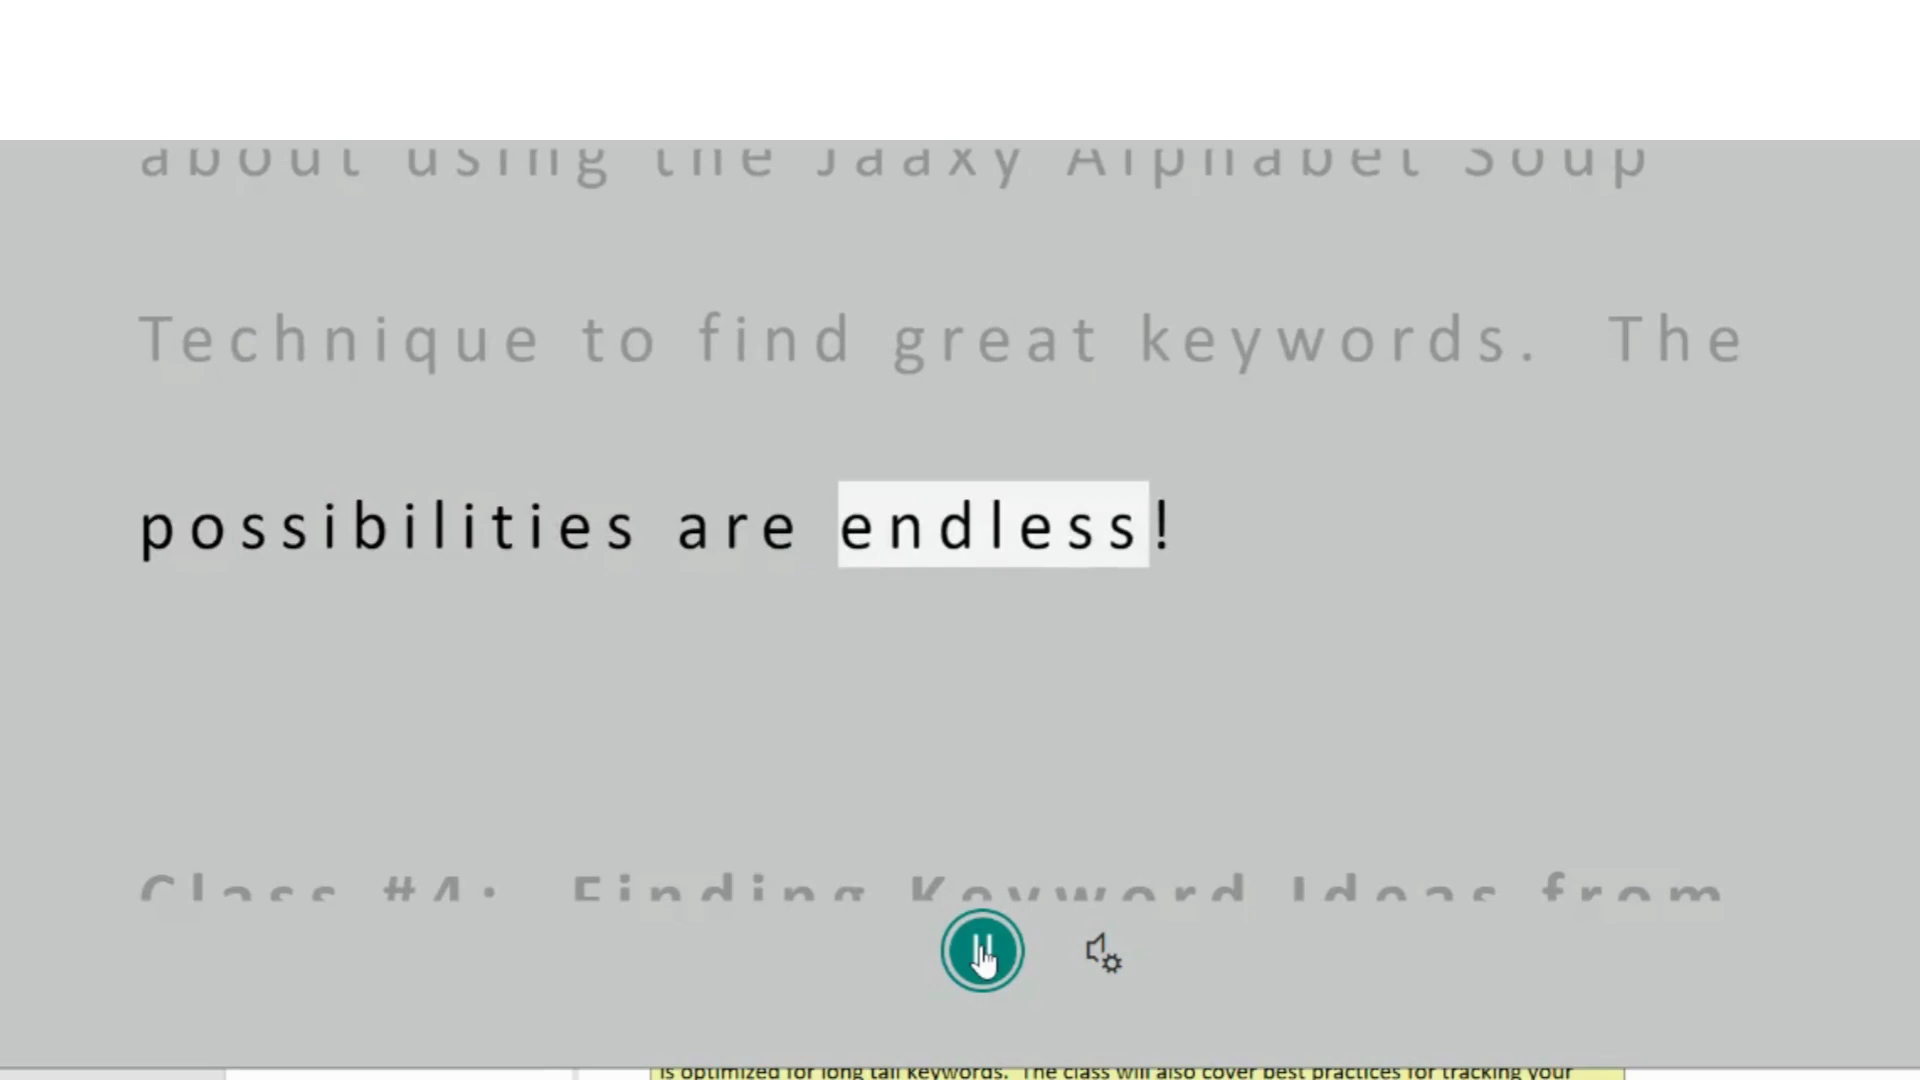 about using the Jaaxy Alphabet Soup
Technique to find great keywords.  The
possibilities are endless!
Class #4:  Finding Keyword Ideas from
is optimized for long tail keywords.  The class will also cover best practices for tracking your